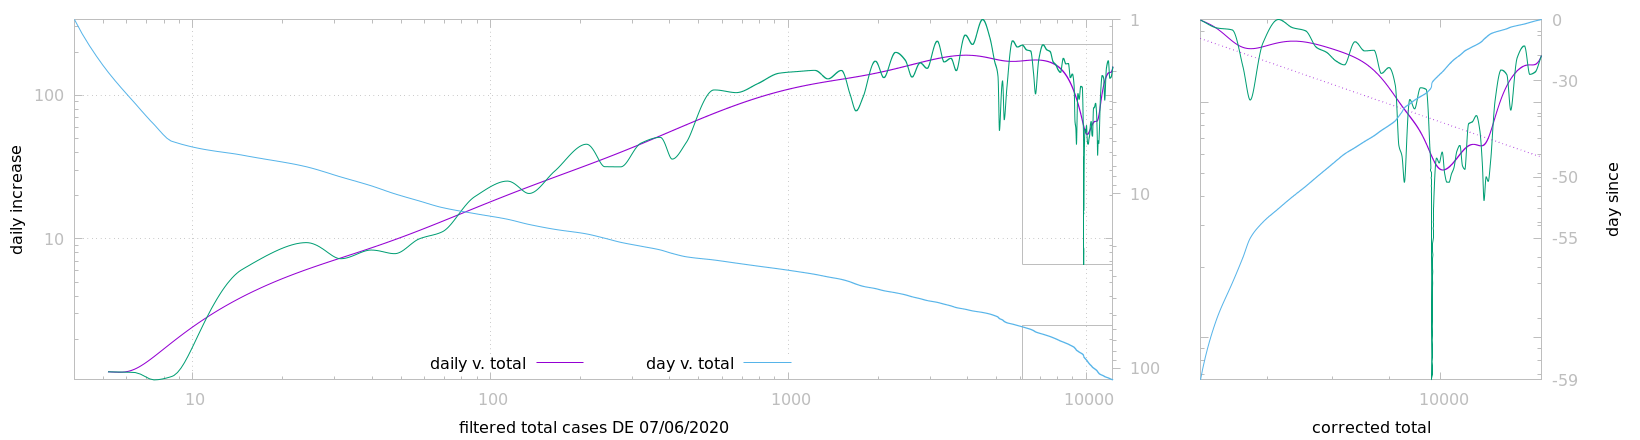 daily increase
100
10
daily v. total
day v. total
10
100
1000
10000
filtered total cases DE 07/06/2020
1
10
100
0
-30
-50
-55
-59
day since
10000
corrected total